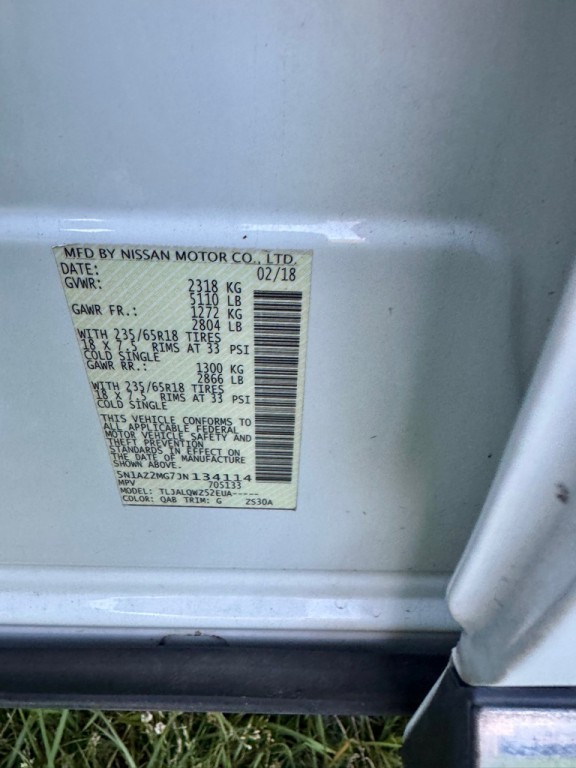 MFD BY NISSAN MOTOR CO., LTD.
DATE: 02/18
GVWR: 2318 KG
5110 LB
GAWR FR.: 1272 KG
2804 LB
WITH 235/65R18 TIRES
18 X 7.5 RIMS AT 33 PSI
COLD SINGLE
GAWR RR.: 1300 KG
2866 LB
WITH 235/65R18 TIRES
18 X 7.5 RIMS AT 33 PSI
COLD SINGLE
THIS VEHICLE CONFORMS TO
ALL APPLICABLE FEDERAL
MOTOR VEHICLE SAFETY AND
THEFT PREVENTION
STANDARDS IN EFFECT ON
THE DATE OF MANUFACTURE
SHOWN ABOVE.
5N1AZ2MG7JN134114
MPV 705133
MODEL: TLJALQWZ52EUA-----
COLOR: QAB TRIM: G 2S30A